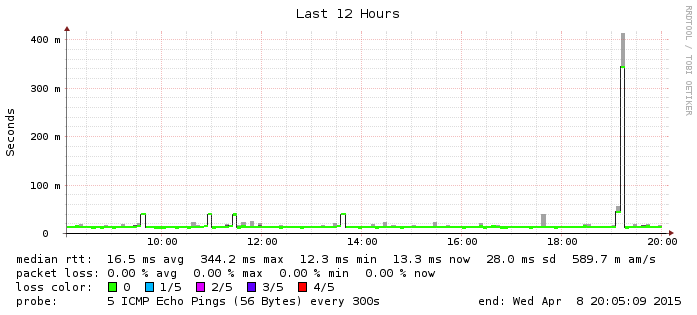 Last 12 Hours
RRDTOOL / TOBI OETIKER
Seconds
400 m
300 m
200 m
100 m
0
10:00 12:00 14:00 16:00 18:00 20:00
median rtt: 16.5 ms avg 344.2 ms max 12.3 ms min 13.3 ms now 28.0 ms sd 589.7 m am/s
packet loss: 0.00 % avg 0.00 % max 0.00 % min 0.00 % now
loss color: 0 1/5 2/5 3/5 4/5
probe: 5 ICMP Echo Pings (56 Bytes) every 300s end: Wed Apr 8 20:05:09 2015